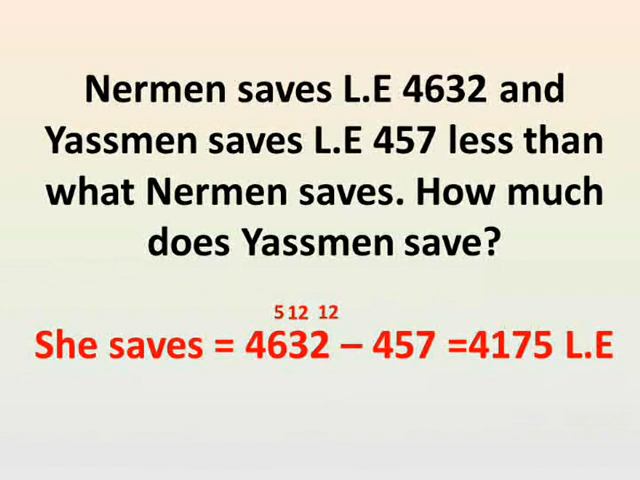 Nermen saves L.E 4632 and
Yassmen saves L.E 457 less than
what Nermen saves. How much
does Yassmen save?
5 12 12
She saves = 4632 – 457 =4175 L.E